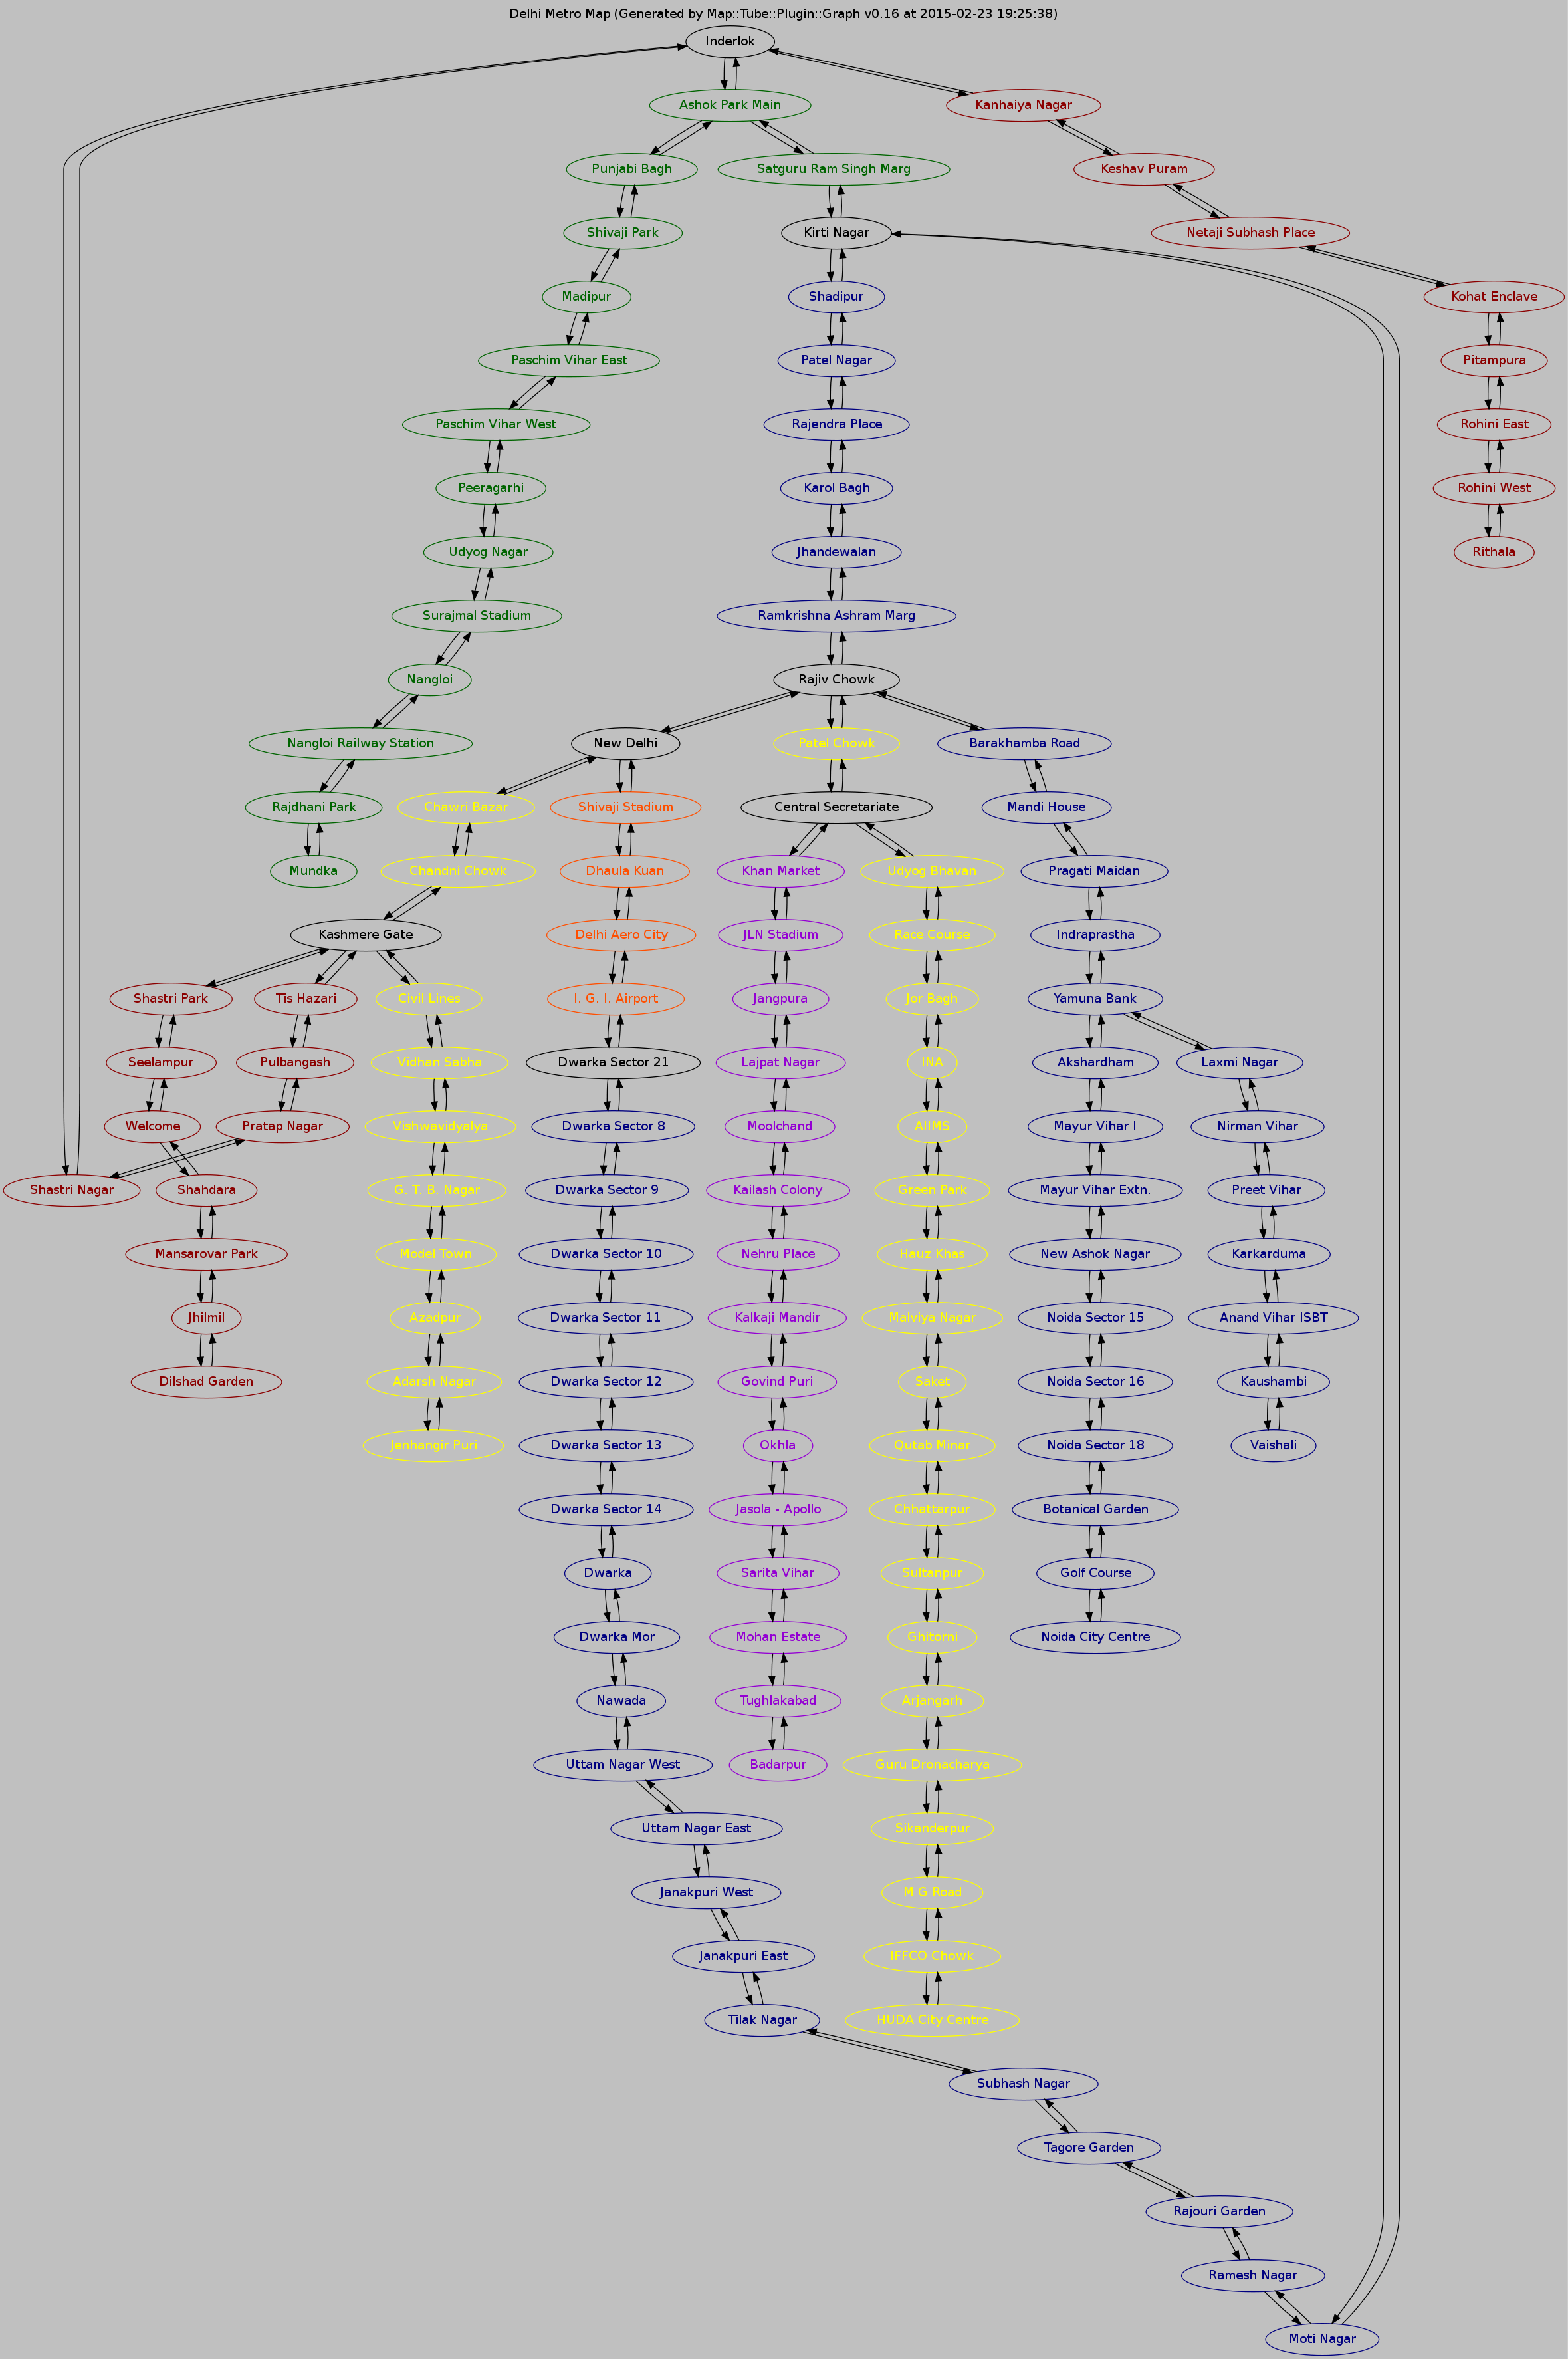 Delhi Metro Map (Generated by Map::Tube::Plugin::Graph v0.16 at 2015-02-23 19:25:38)
Inderlok
Ashok Park Main
Kanhaiya Nagar
Punjabi Bagh
Satguru Ram Singh Marg
Keshav Puram
Shivaji Park
Kirti Nagar
Netaji Subhash Place
Madipur
Shadipur
Kohat Enclave
Paschim Vihar East
Patel Nagar
Pitampura
Paschim Vihar West
Rajendra Place
Rohini East
Peeragarhi
Karol Bagh
Rohini West
Udyog Nagar
Jhandewalan
Rithala
Surajmal Stadium
Ramkrishna Ashram Marg
Nangloi
Rajiv Chowk
Nangloi Railway Station
New Delhi
Patel Chowk
Barakhamba Road
Rajdhani Park
Chawri Bazar
Shivaji Stadium
Central Secretariate
Mandi House
Mundka
Chandni Chowk
Dhaula Kuan
Khan Market
Udyog Bhavan
Pragati Maidan
Kashmere Gate
Delhi Aero City
JLN Stadium
Race Course
Indraprastha
Shastri Park
Tis Hazari
Civil Lines
I. G. I. Airport
Jangpura
Jor Bagh
Yamuna Bank
Seelampur
Pulbangash
Vidhan Sabha
Dwarka Sector 21
Lajpat Nagar
INA
Akshardham
Laxmi Nagar
Welcome
Pratap Nagar
Vishwavidyalya
Dwarka Sector 8
Moolchand
AIIMS
Mayur Vihar I
Nirman Vihar
Shastri Nagar
Shahdara
G. T. B. Nagar
Dwarka Sector 9
Kailash Colony
Green Park
Mayur Vihar Extn.
Preet Vihar
Mansarovar Park
Model Town
Dwarka Sector 10
Nehru Place
Hauz Khas
New Ashok Nagar
Karkarduma
Jhilmil
Azadpur
Dwarka Sector 11
Kalkaji Mandir
Malviya Nagar
Noida Sector 15
Anand Vihar ISBT
Dilshad Garden
Adarsh Nagar
Dwarka Sector 12
Govind Puri
Saket
Noida Sector 16
Kaushambi
Jenhangir Puri
Dwarka Sector 13
Okhla
Qutab Minar
Noida Sector 18
Vaishali
Dwarka Sector 14
Jasola - Apollo
Chhattarpur
Botanical Garden
Dwarka
Sarita Vihar
Sultanpur
Golf Course
Dwarka Mor
Mohan Estate
Ghitorni
Noida City Centre
Nawada
Tughlakabad
Arjangarh
Uttam Nagar West
Badarpur
Guru Dronacharya
Uttam Nagar East
Sikanderpur
Janakpuri West
M G Road
Janakpuri East
IFFCO Chowk
Tilak Nagar
HUDA City Centre
Subhash Nagar
Tagore Garden
Rajouri Garden
Ramesh Nagar
Moti Nagar